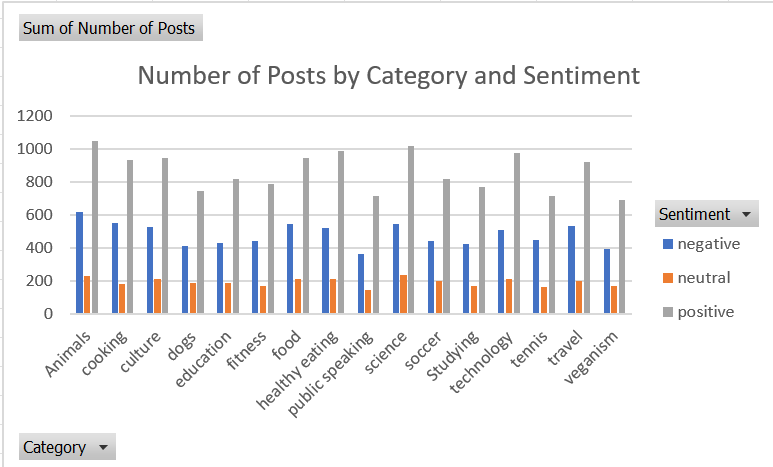 Sum of Number of Posts
Number of Posts by Category and Sentiment
1200
1000
800
600
400
200
0
Animals
cooking
culture
dogs
education
fitness
food
healthy eating
public speaking
science
soccer
Studying
technology
tennis
travel
veganism
Sentiment
negative
neutral
positive
Category